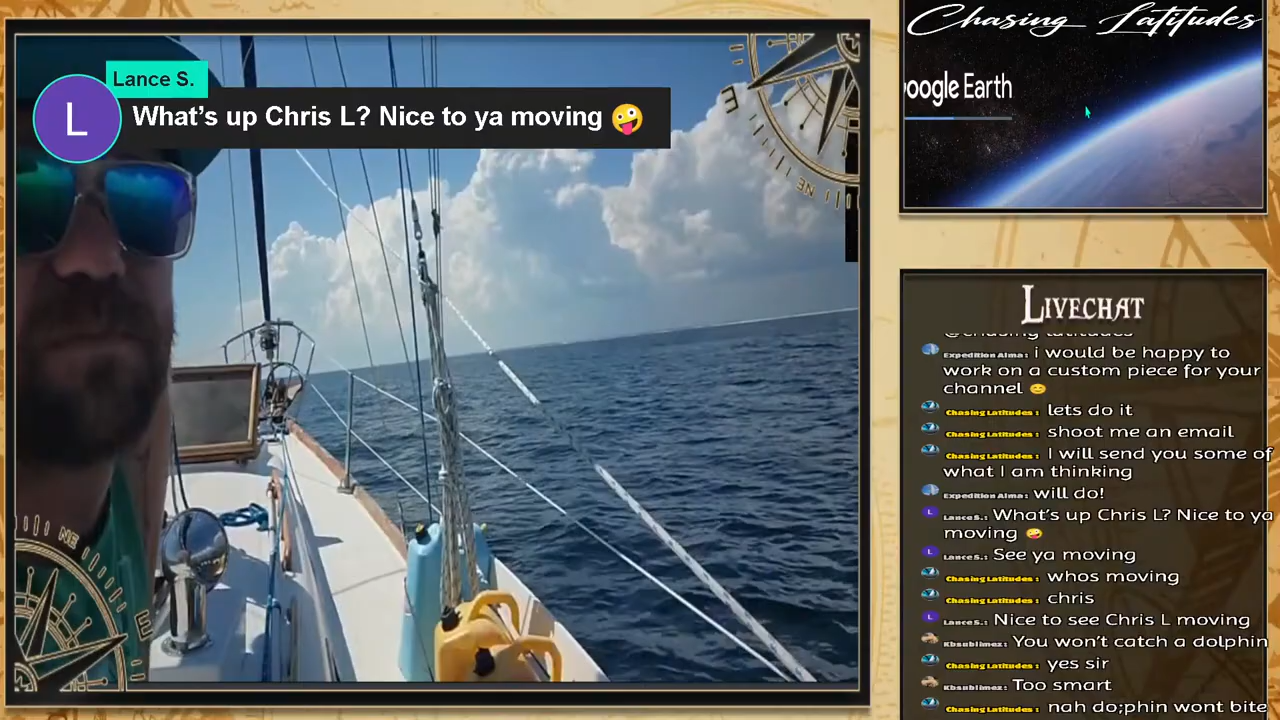 Lance S.
L
What's up Chris L? Nice to ya moving 🤪
E
NE
NE
E
Chasing Latitudes
oogle Earth
Livechat
Expedition Alma: i would be happy to
work on a custom piece for your
channel 😊
Chasing Latitudes: lets do it
Chasing Latitudes: shoot me an email
Chasing Latitudes: I will send you some of
what I am thinking
Expedition Alma: will do!
L Lance S.: What's up Chris L? Nice to ya
moving 🤪
L Lance S.: See ya moving
Chasing Latitudes: whos moving
Chasing Latitudes: chris
L Lance S.: Nice to see Chris L moving
Kbsublimez: You won't catch a dolphin
Chasing Latitudes: yes sir
Kbsublimez: Too smart
Chasing Latitudes: nah do;phin wont bite